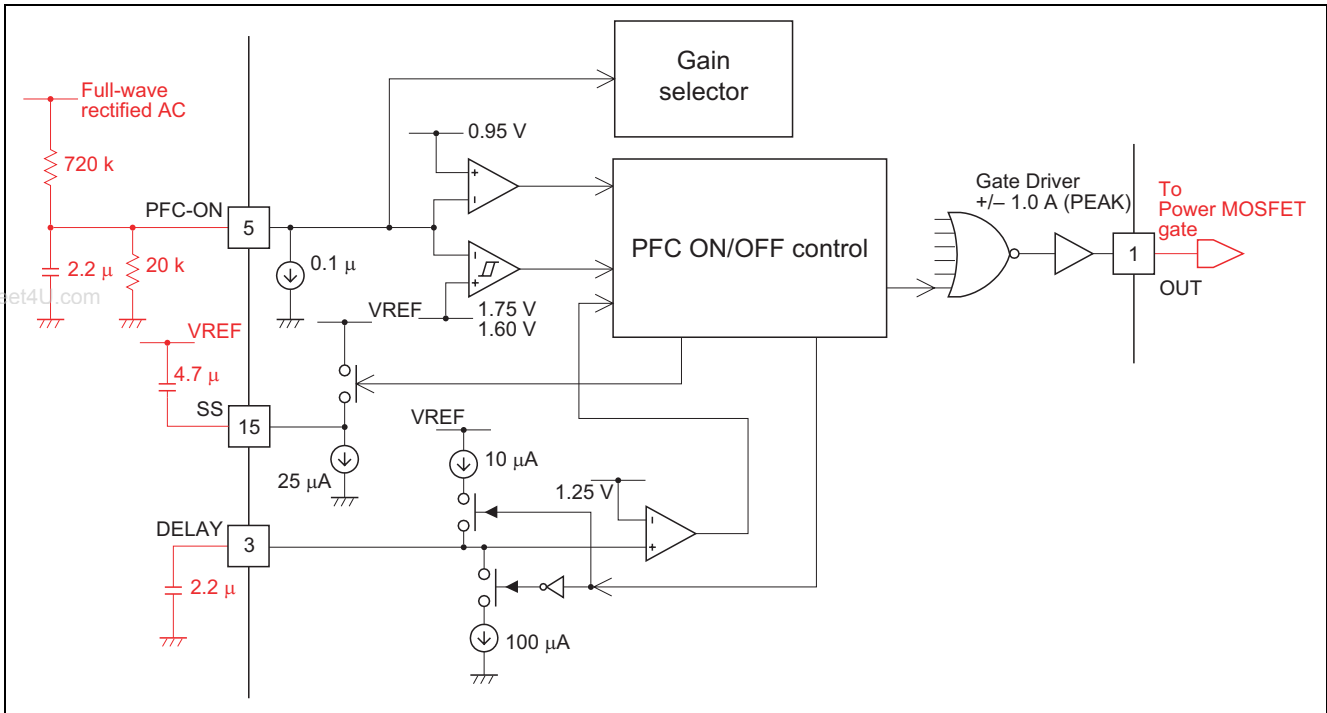 Full-wave
rectified AC
720 k
PFC-ON
5
2.2 μ
20 k
0.1 μ
et4U.com
VREF
4.7 μ
SS
15
25 μA
DELAY
3
2.2 μ
Gain
selector
0.95 V
+
−
−
+
VREF
1.75 V
1.60 V
PFC ON/OFF control
VREF
10 μA
1.25 V
−
+
100 μA
Gate Driver
+/− 1.0 A (PEAK)
1
OUT
To
Power MOSFET
gate